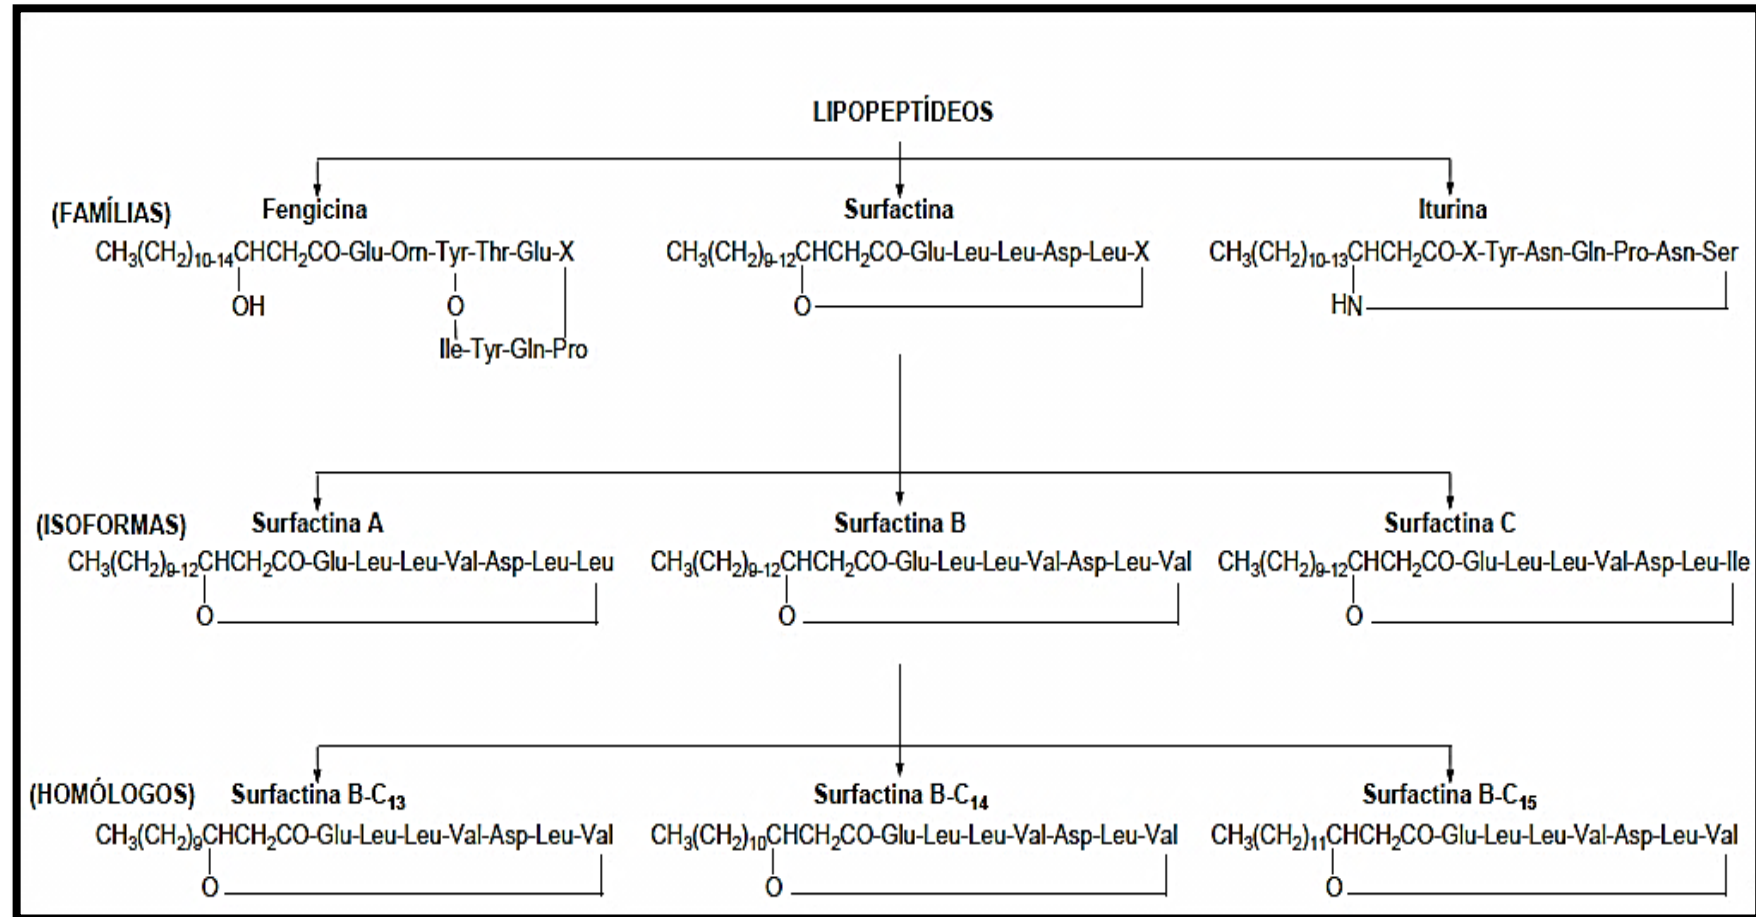 LIPOPEPTÍDEOS
(FAMÍLIAS)
Fengicina
CH₃(CH₂)₁₀₋₁₄CHCH₂CO-Glu-Orn-Tyr-Thr-Glu-X
OH
O
Ile-Tyr-Gln-Pro
Surfactina
CH₃(CH₂)₉₋₁₂CHCH₂CO-Glu-Leu-Leu-Asp-Leu-X
O
Iturina
CH₃(CH₂)₁₀₋₁₃CHCH₂CO-X-Tyr-Asn-Gln-Pro-Asn-Ser
HN
(ISOFORMAS)
Surfactina A
CH₃(CH₂)₉₋₁₂CHCH₂CO-Glu-Leu-Leu-Val-Asp-Leu-Leu
O
Surfactina B
CH₃(CH₂)₉₋₁₂CHCH₂CO-Glu-Leu-Leu-Val-Asp-Leu-Val
O
Surfactina C
CH₃(CH₂)₉₋₁₂CHCH₂CO-Glu-Leu-Leu-Val-Asp-Leu-Ile
O
(HOMÓLOGOS)
Surfactina B-C₁₃
CH₃(CH₂)₉CHCH₂CO-Glu-Leu-Leu-Val-Asp-Leu-Val
O
Surfactina B-C₁₄
CH₃(CH₂)₁₀CHCH₂CO-Glu-Leu-Leu-Val-Asp-Leu-Val
O
Surfactina B-C₁₅
CH₃(CH₂)₁₁CHCH₂CO-Glu-Leu-Leu-Val-Asp-Leu-Val
O